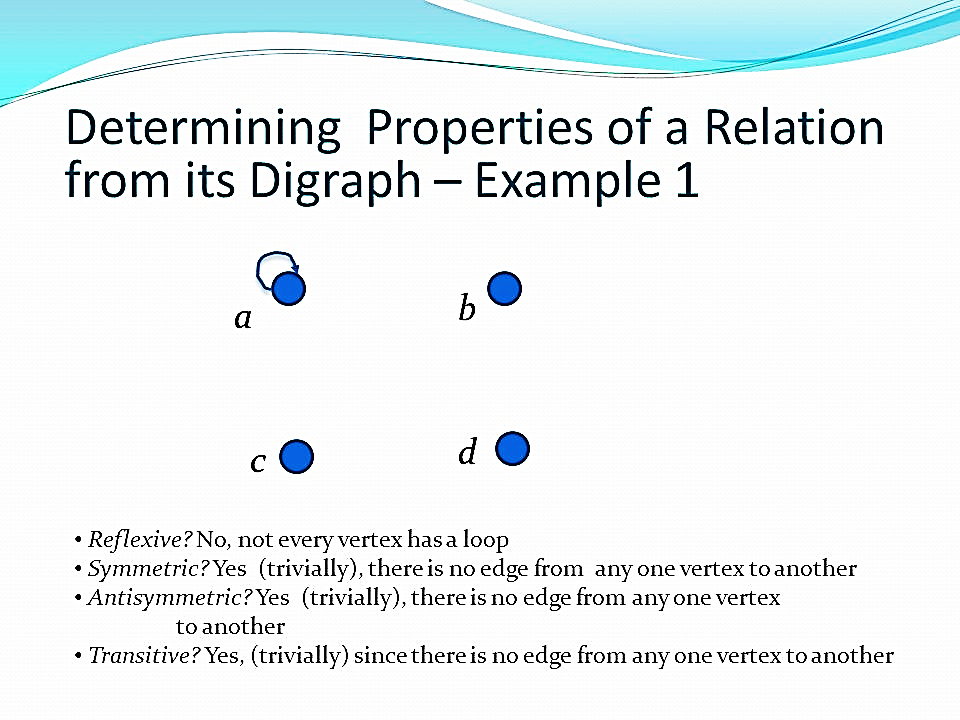 Determining Properties of a Relation
from its Digraph – Example 1
a
b
c
d
• Reflexive? No, not every vertex has a loop
• Symmetric? Yes (trivially), there is no edge from any one vertex to another
• Antisymmetric? Yes (trivially), there is no edge from any one vertex
to another
• Transitive? Yes, (trivially) since there is no edge from any one vertex to another